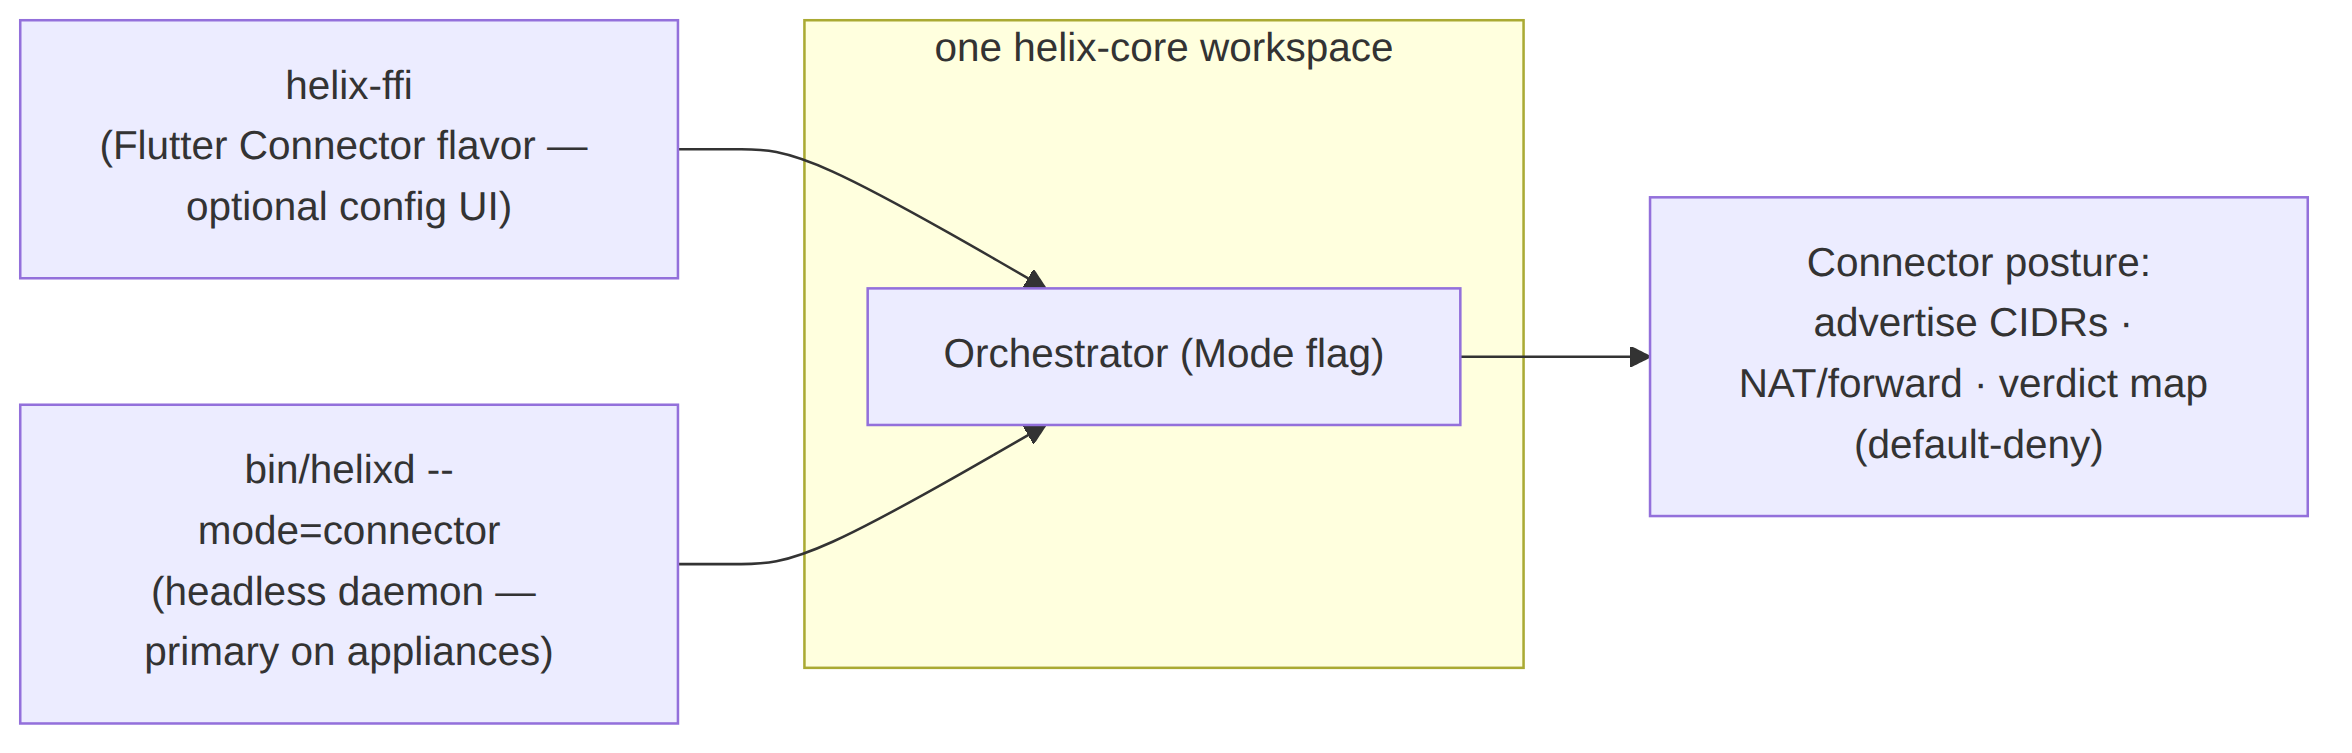 helix-ffi
(Flutter Connector flavor —
optional config UI)
bin/helixd --
mode=connector
(headless daemon —
primary on appliances)
one helix-core workspace
Orchestrator (Mode flag)
Connector posture:
advertise CIDRs ·
NAT/forward · verdict map
(default-deny)